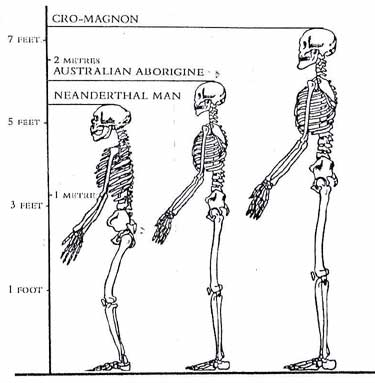 CRO-MAGNON
7 FEET
2 METRES
AUSTRALIAN ABORIGINE
NEANDERTHAL MAN
5 FEET
1 METRE
3 FEET
1 FOOT